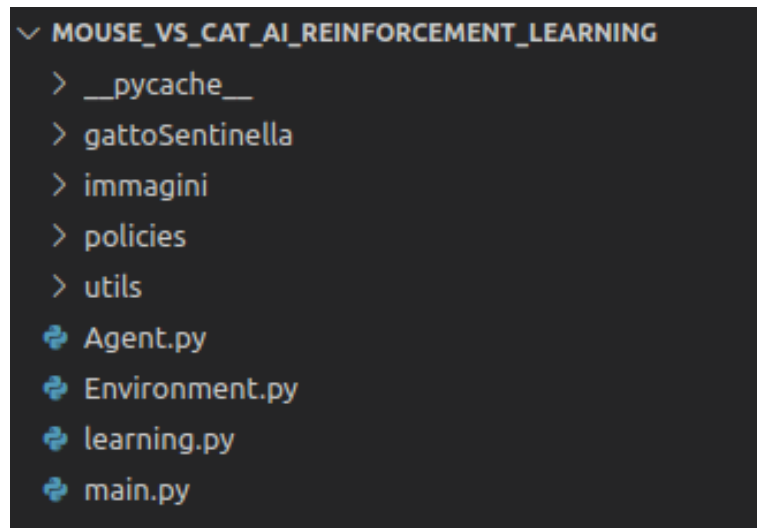 MOUSE_VS_CAT_AI_REINFORCEMENT_LEARNING
__pycache__
gattoSentinella
immagini
policies
utils
Agent.py
Environment.py
learning.py
main.py